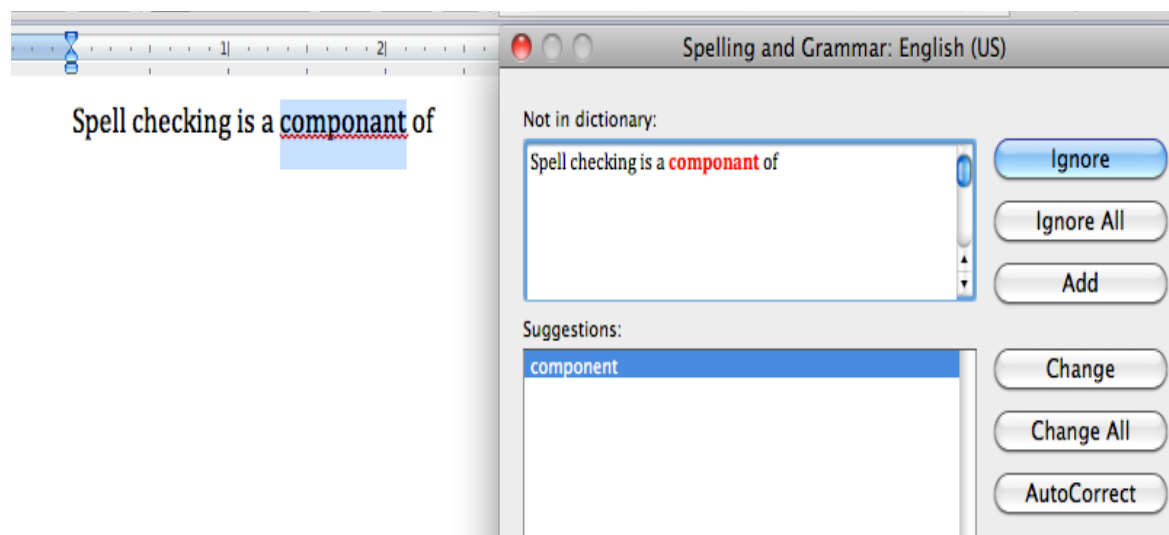 1 2
Spelling and Grammar: English (US)
Spell checking is a componant of
Not in dictionary:
Spell checking is a componant of
Ignore
Ignore All
Add
Suggestions:
component
Change
Change All
AutoCorrect